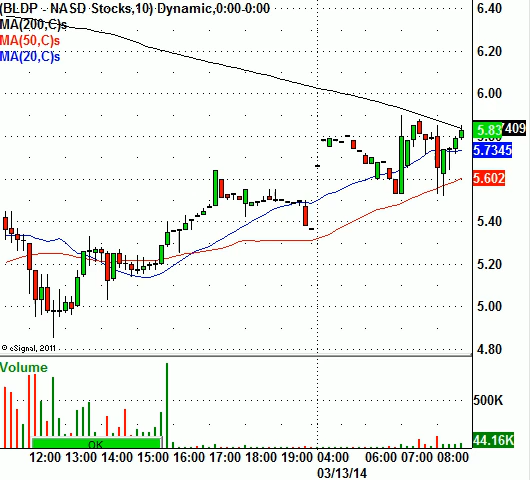 (BLDP - NASD Stocks,10) Dynamic,0:00-0:00
MA(200,C)s
MA(50,C)s
MA(20,C)s
6.40
6.20
6.00
5.83
7409
5.7345
5.602
5.40
5.20
5.00
4.80
© eSignal, 2011
Volume
500K
44.16K
OK
12:00 13:00 14:00 15:00 16:00 17:00 18:00 19:00 04:00 06:00 07:00 08:00
03/13/14